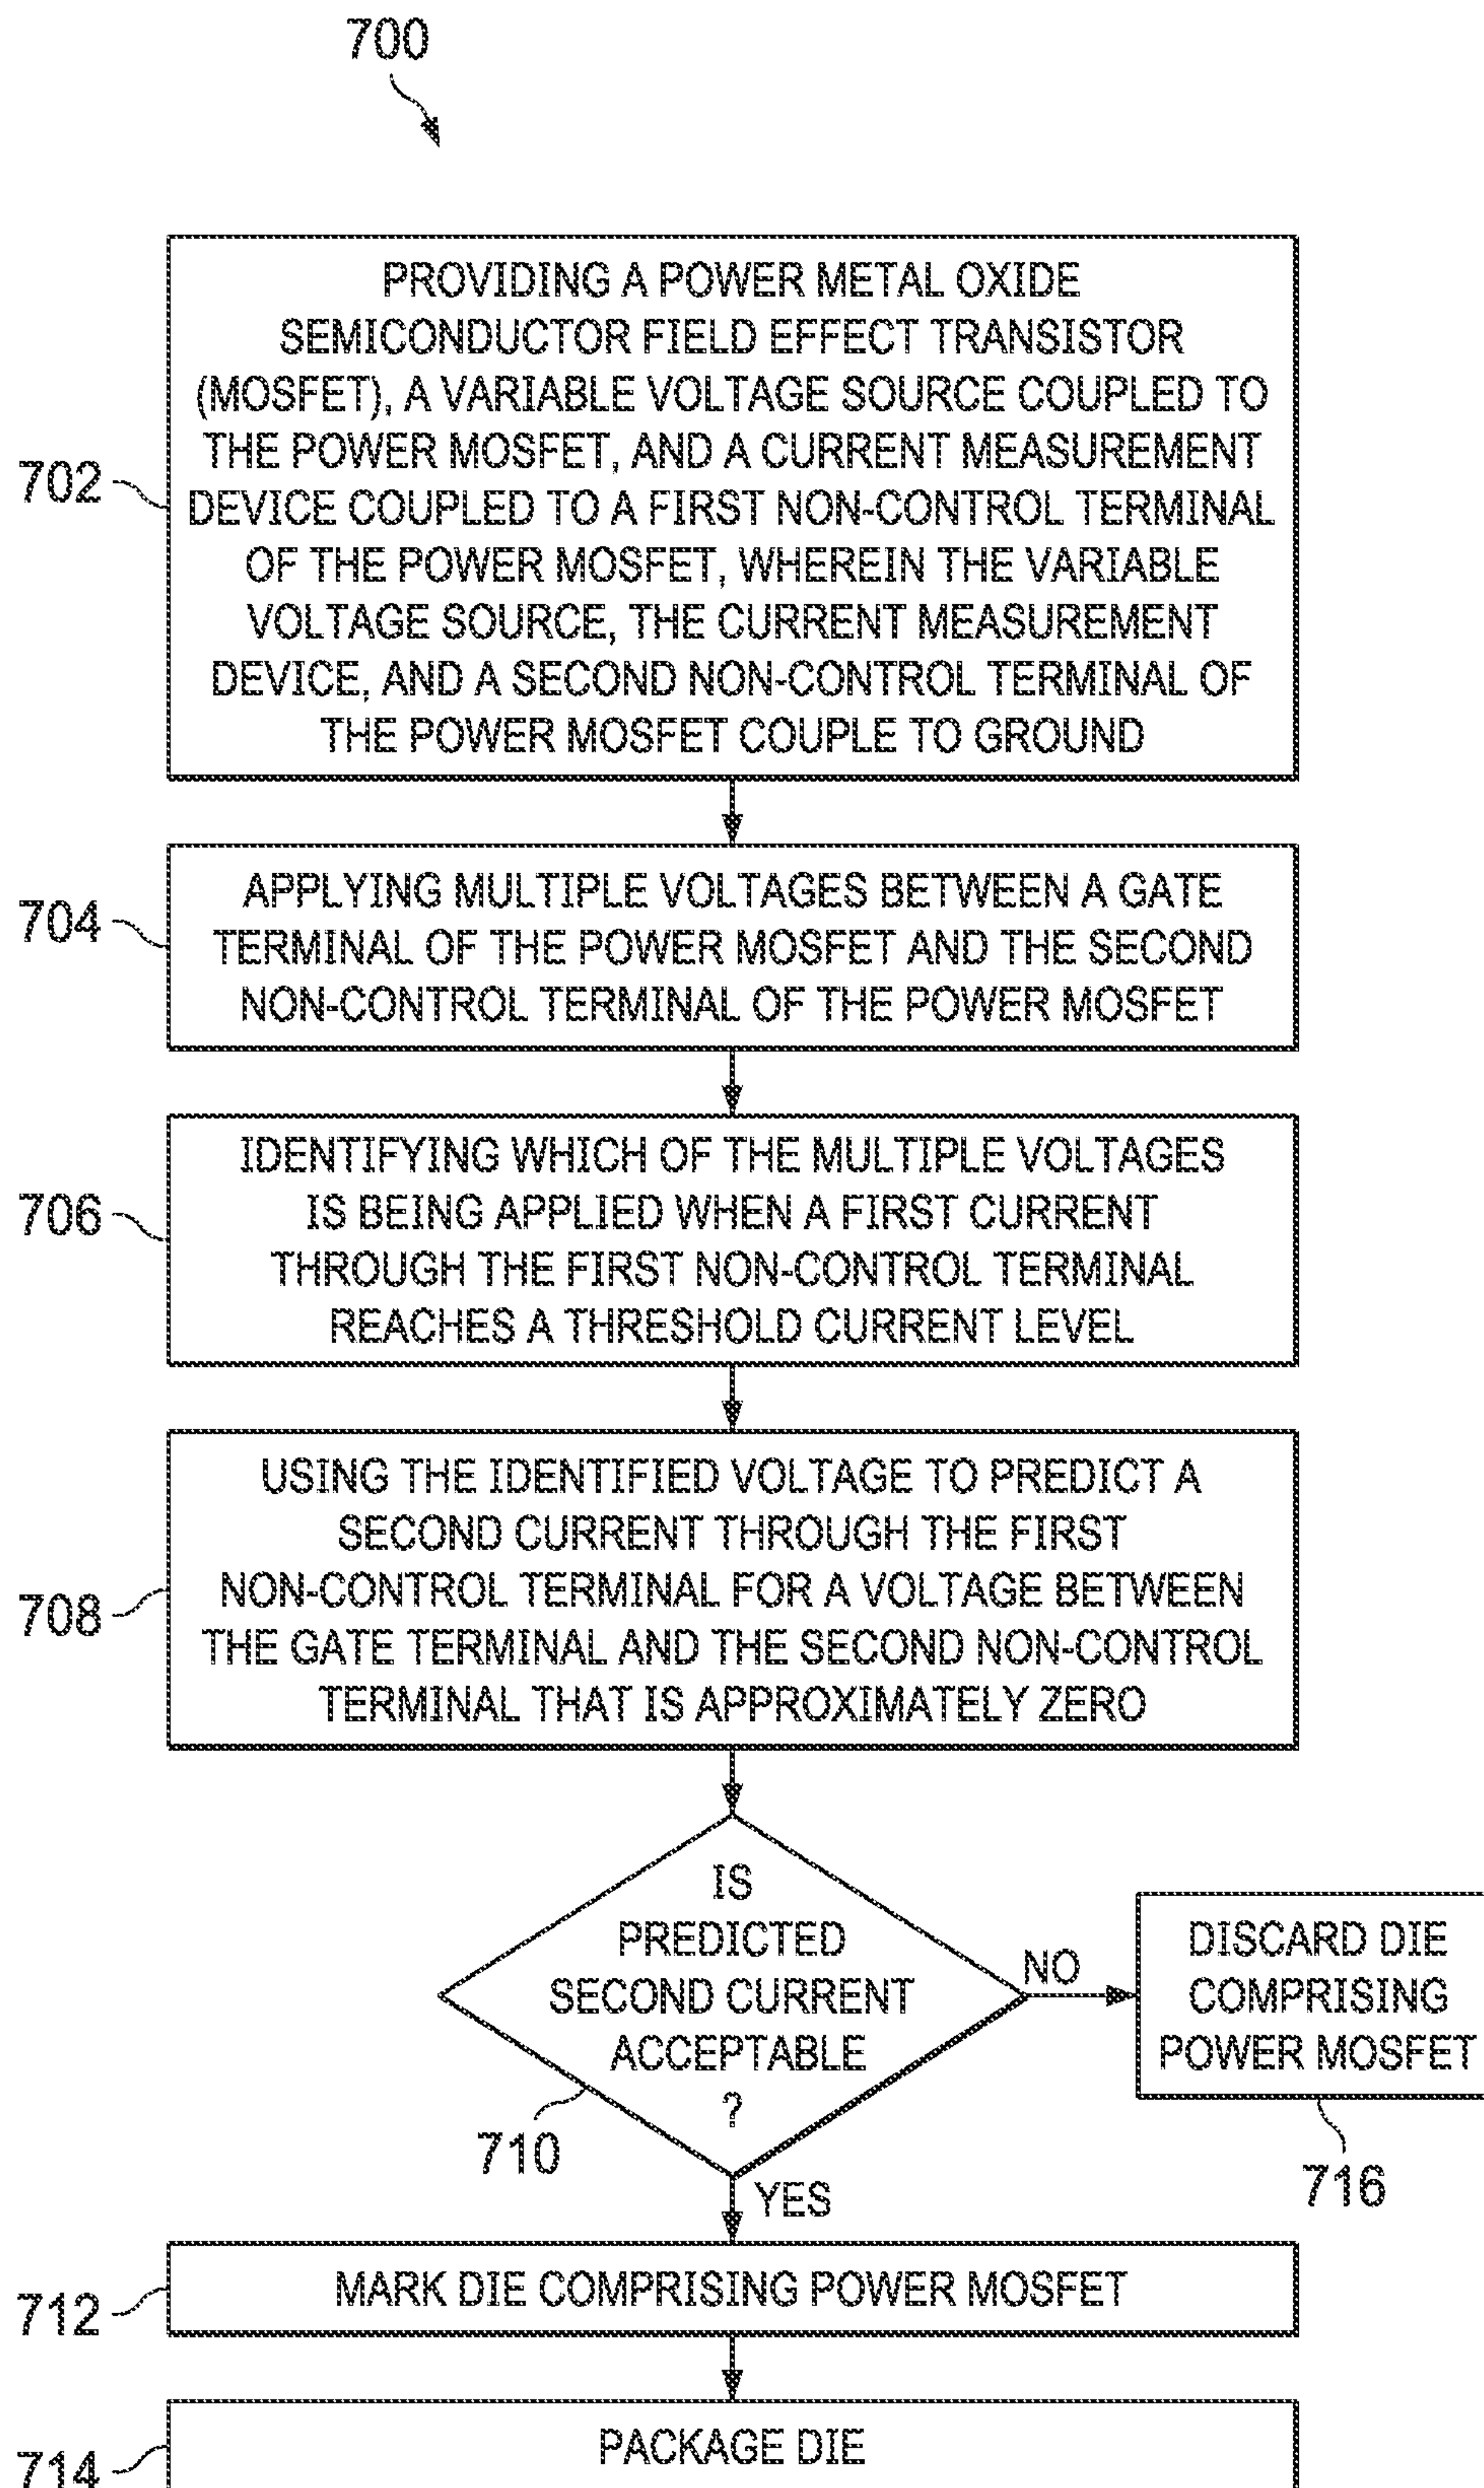 700
PROVIDING A POWER METAL OXIDE
SEMICONDUCTOR FIELD EFFECT TRANSISTOR
(MOSFET), A VARIABLE VOLTAGE SOURCE COUPLED TO
THE POWER MOSFET, AND A CURRENT MEASUREMENT
DEVICE COUPLED TO A FIRST NON-CONTROL TERMINAL
OF THE POWER MOSFET, WHEREIN THE VARIABLE
VOLTAGE SOURCE, THE CURRENT MEASUREMENT
DEVICE, AND A SECOND NON-CONTROL TERMINAL OF
THE POWER MOSFET COUPLE TO GROUND
702
APPLYING MULTIPLE VOLTAGES BETWEEN A GATE
TERMINAL OF THE POWER MOSFET AND THE SECOND
NON-CONTROL TERMINAL OF THE POWER MOSFET
704
IDENTIFYING WHICH OF THE MULTIPLE VOLTAGES
IS BEING APPLIED WHEN A FIRST CURRENT
THROUGH THE FIRST NON-CONTROL TERMINAL
REACHES A THRESHOLD CURRENT LEVEL
706
USING THE IDENTIFIED VOLTAGE TO PREDICT A
SECOND CURRENT THROUGH THE FIRST
NON-CONTROL TERMINAL FOR A VOLTAGE BETWEEN
THE GATE TERMINAL AND THE SECOND NON-CONTROL
TERMINAL THAT IS APPROXIMATELY ZERO
708
IS
PREDICTED
SECOND CURRENT
ACCEPTABLE
?
710
NO
DISCARD DIE
COMPRISING
POWER MOSFET
716
YES
MARK DIE COMPRISING POWER MOSFET
712
PACKAGE DIE
714